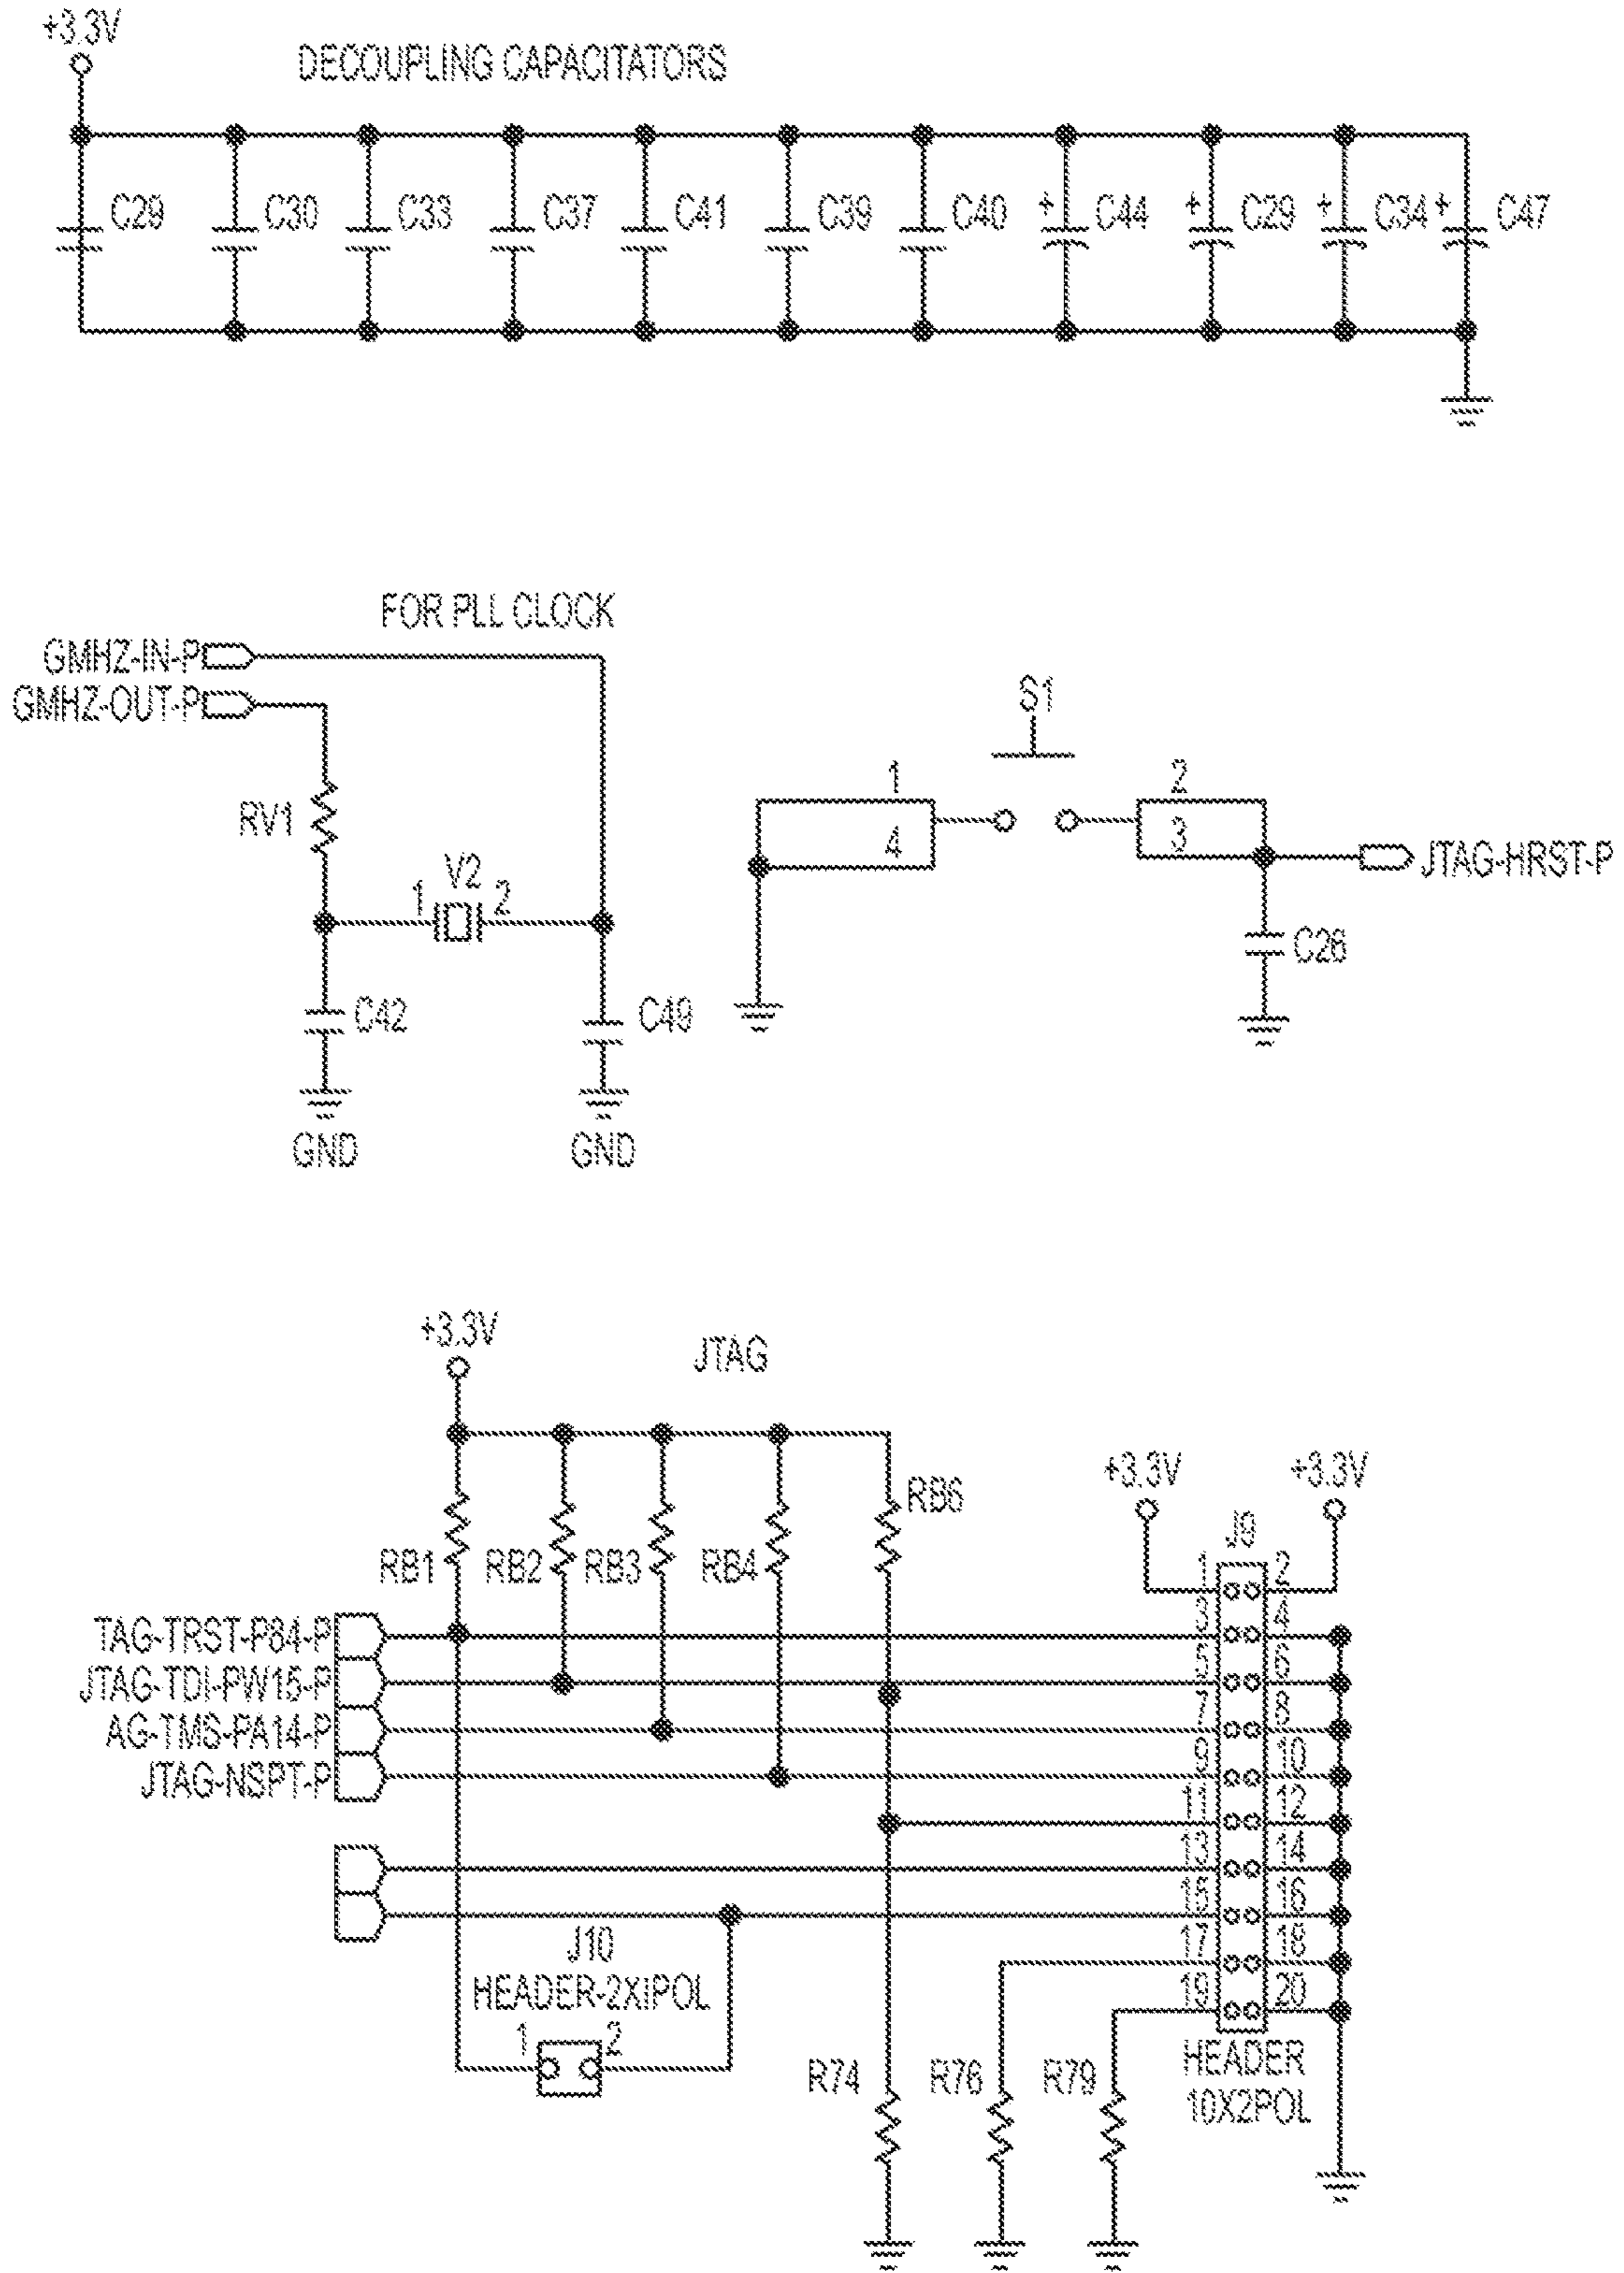 +3.3V
DECOUPLING CAPACITATORS
C29 C30 C33 C37 C41 C39 C40 + C44 + C29 + C34 + C47
FOR PLL CLOCK
GMHZ-IN-P
GMHZ-OUT-P
RV1
1 V2 2
C42
C49
GND
GND
S1
1
4
2
3
JTAG-HRST-P
C26
+3.3V
JTAG
RB1 RB2 RB3 RB4 RB6
+3.3V
+3.3V
J9
1 2
3 4
5 6
7 8
9 10
11 12
13 14
15 16
17 18
19 20
HEADER
10X2POL
TAG-TRST-P84-P
JTAG-TDI-PW15-P
AG-TMS-PA14-P
JTAG-NSPT-P
J10
HEADER-2XIPOL
1 2
R74 R76 R79